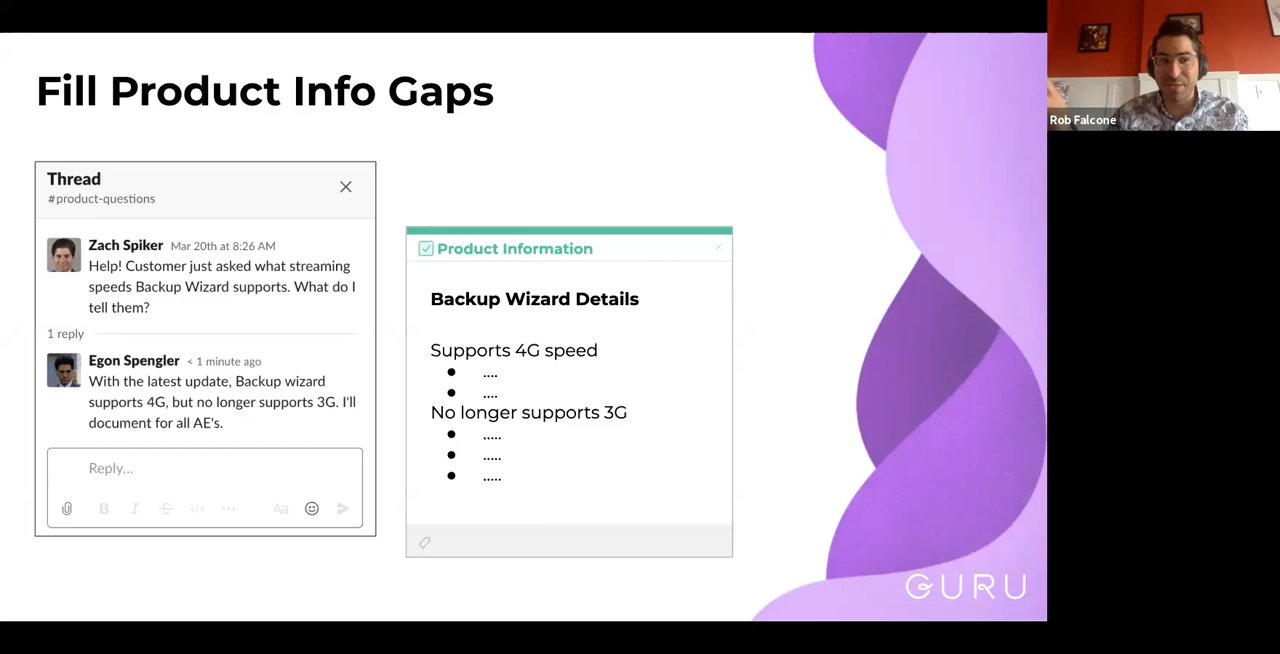 Fill Product Info Gaps
Thread
#product-questions
Zach Spiker Mar 20th at 8:26 AM
Help! Customer just asked what streaming
speeds Backup Wizard supports. What do I
tell them?
1 reply
Egon Spengler < 1 minute ago
With the latest update, Backup wizard
supports 4G, but no longer supports 3G. I'll
document for all AE's.
Reply...
B I S </> ... Aa
Product Information
Backup Wizard Details
Supports 4G speed
● ....
● ....
No longer supports 3G
● .....
● .....
● .....
GURU
Rob Falcone